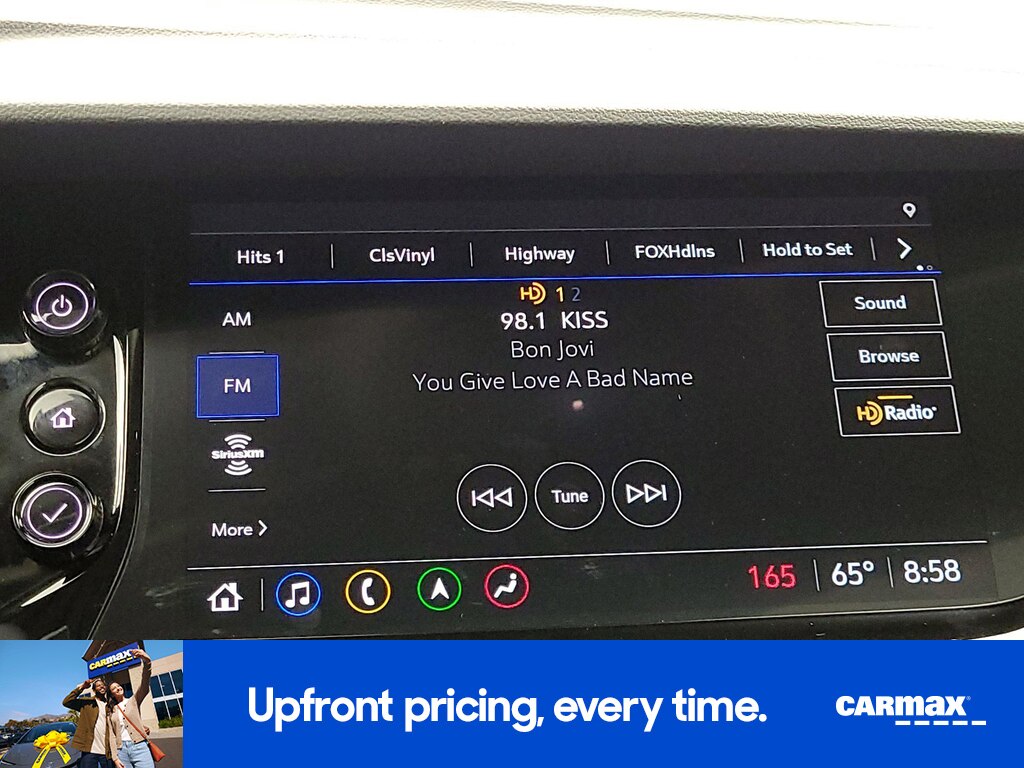 Hits 1 ClsVinyl Highway FOXHdlns Hold to Set
HD 1 2
98.1 KISS
Bon Jovi
You Give Love A Bad Name
AM
FM
SiriusXM
More
Sound
Browse
HD Radio
Tune
165 65° 8:58
CARMAX
Upfront pricing, every time.
CARMAX